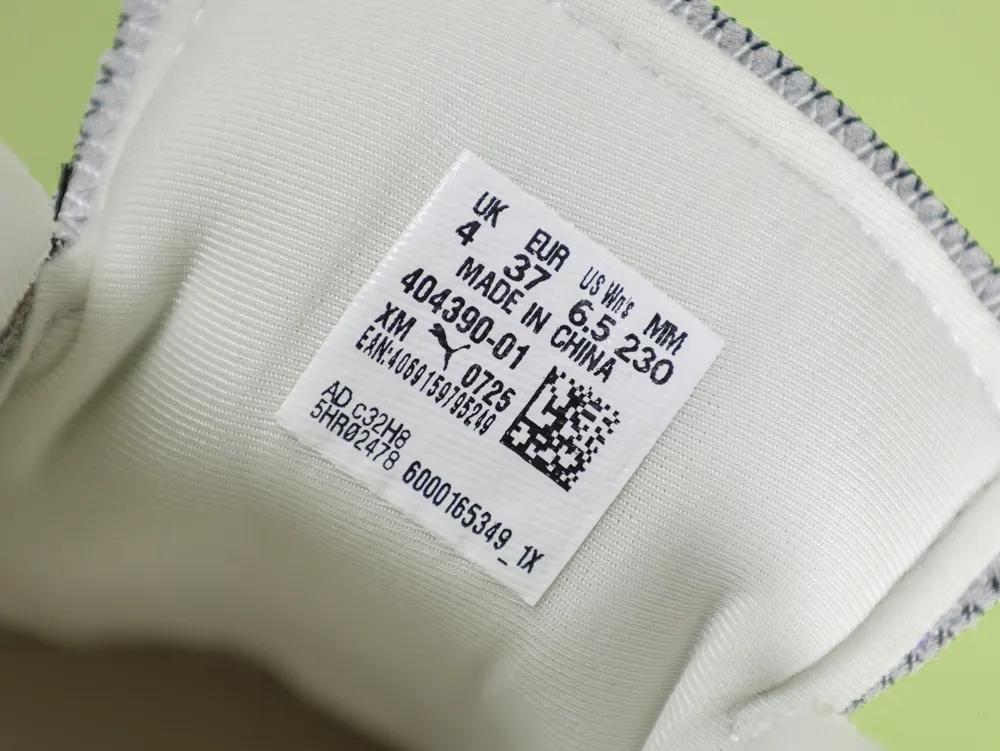 UK EUR US Wn's MM
4 37 6.5 230
MADE IN CHINA
404390-01
XM 0725
EAN:4069159795249
AD C32H8
5HR02478 6000165349_1X